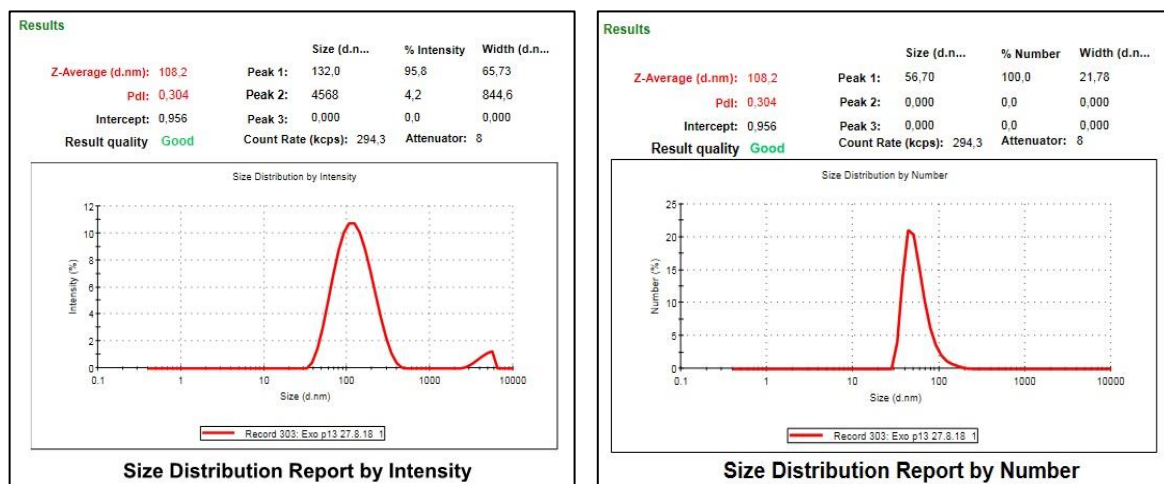 Results
Size (d.n... % Intensity Width (d.n...
Z-Average (d.nm): 108,2 Peak 1: 132,0 95,8 65,73
PdI: 0,304 Peak 2: 4568 4,2 844,6
Intercept: 0,956 Peak 3: 0,000 0,0 0,000
Result quality Good Count Rate (kcps): 294,3 Attenuator: 8
Size Distribution by Intensity
12
10
8
6
4
2
0
Intensity (%)
0.1 1 10 100 1000 10000
Size (d.nm)
Record 303: Exo p13 27.8.18 1
Size Distribution Report by Intensity
Results
Size (d.n... % Number Width (d.n...
Z-Average (d.nm): 108,2 Peak 1: 56,70 100,0 21,78
PdI: 0,304 Peak 2: 0,000 0,0 0,000
Intercept: 0,956 Peak 3: 0,000 0,0 0,000
Result quality Good Count Rate (kcps): 294,3 Attenuator: 8
Size Distribution by Number
25
20
15
10
5
0
Number (%)
0.1 1 10 100 1000 10000
Size (d.nm)
Record 303: Exo p13 27.8.18 1
Size Distribution Report by Number